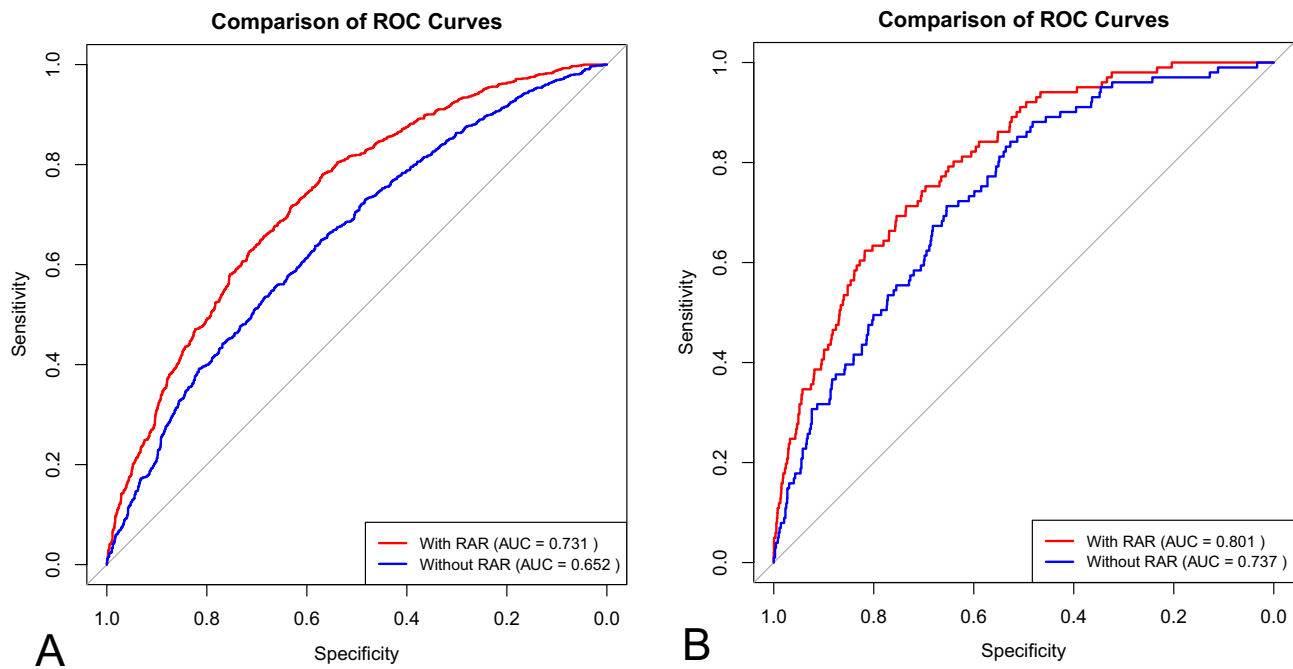 Comparison of ROC Curves
1.0
0.8
0.6
0.4
0.2
0.0
Sensitivity
With RAR (AUC = 0.731 )
Without RAR (AUC = 0.652 )
1.0 0.8 0.6 0.4 0.2 0.0
Specificity
A
Comparison of ROC Curves
1.0
0.8
0.6
0.4
0.2
0.0
Sensitivity
With RAR (AUC = 0.801 )
Without RAR (AUC = 0.737 )
1.0 0.8 0.6 0.4 0.2 0.0
Specificity
B